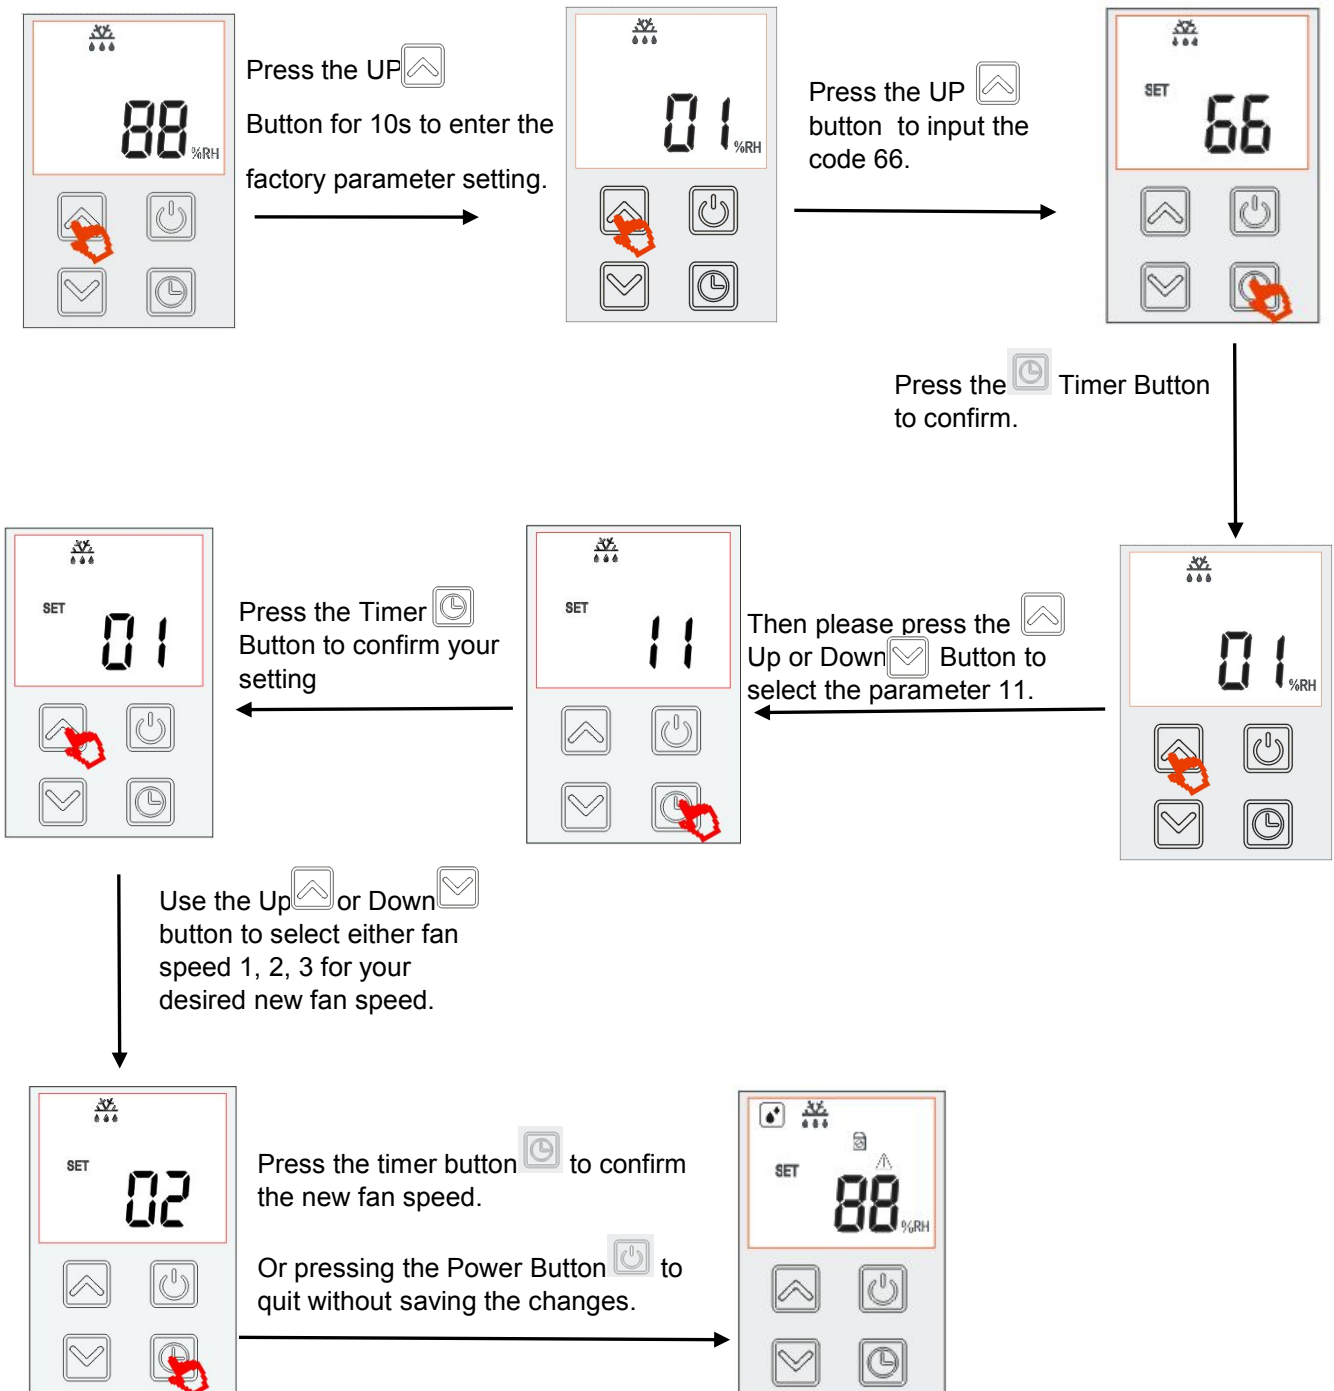 88 %RH
Press the UP
Button for 10s to enter the
factory parameter setting.
01 %RH
Press the UP
button to input the
code 66.
SET
66
Press the Timer Button
to confirm.
01 %RH
Then please press the
Up or Down Button to
select the parameter 11.
SET
11
Press the Timer
Button to confirm your
setting
SET
01
Use the Up or Down
button to select either fan
speed 1, 2, 3 for your
desired new fan speed.
SET
02
Press the timer button to confirm
the new fan speed.
Or pressing the Power Button to
quit without saving the changes.
SET
88 %RH